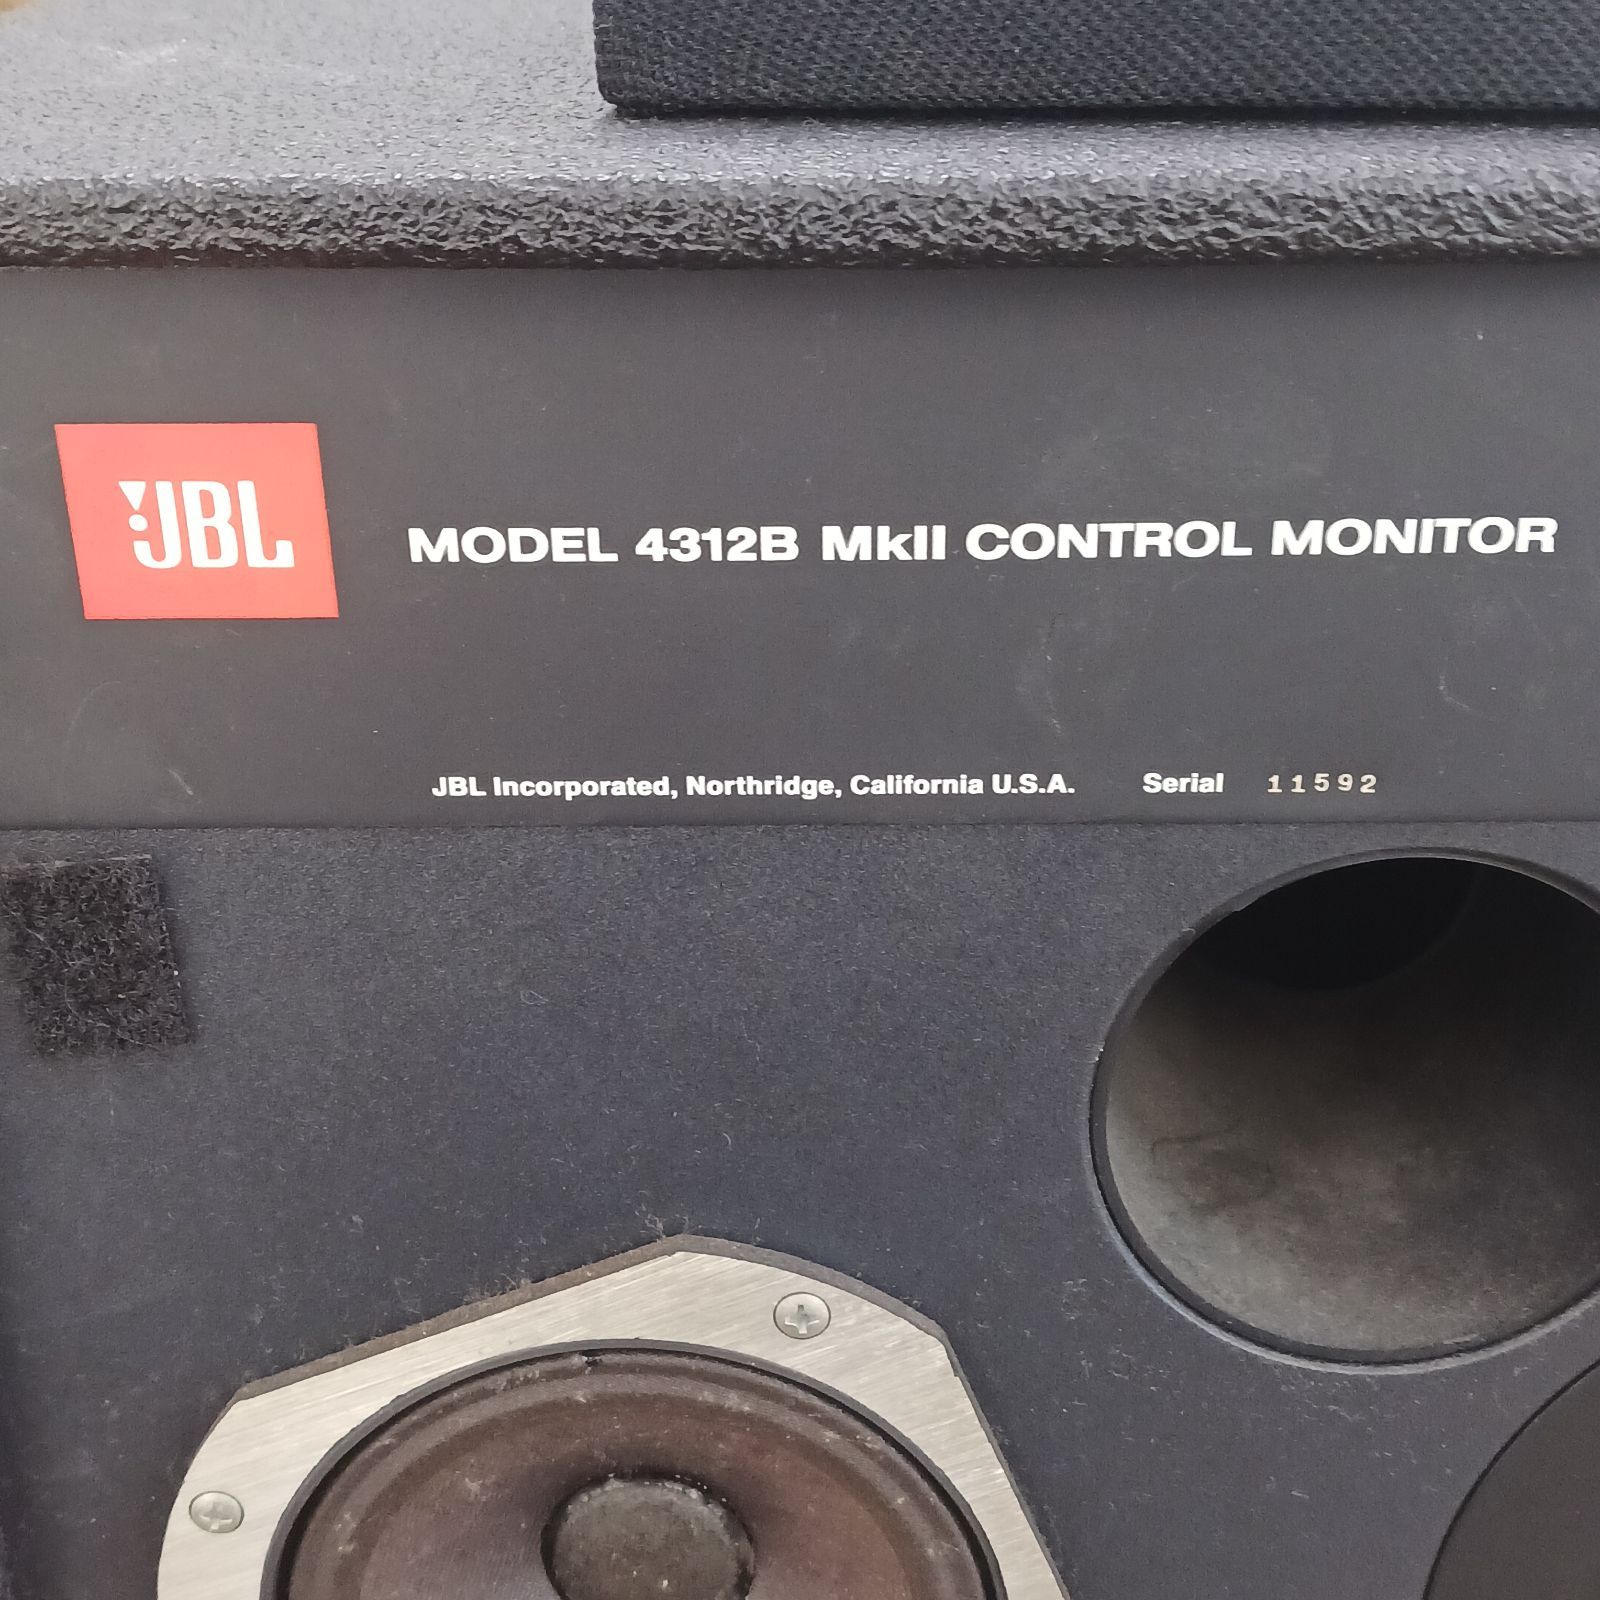 JBL
MODEL 4312B MkII CONTROL MONITOR
JBL Incorporated, Northridge, California U.S.A. Serial 11592